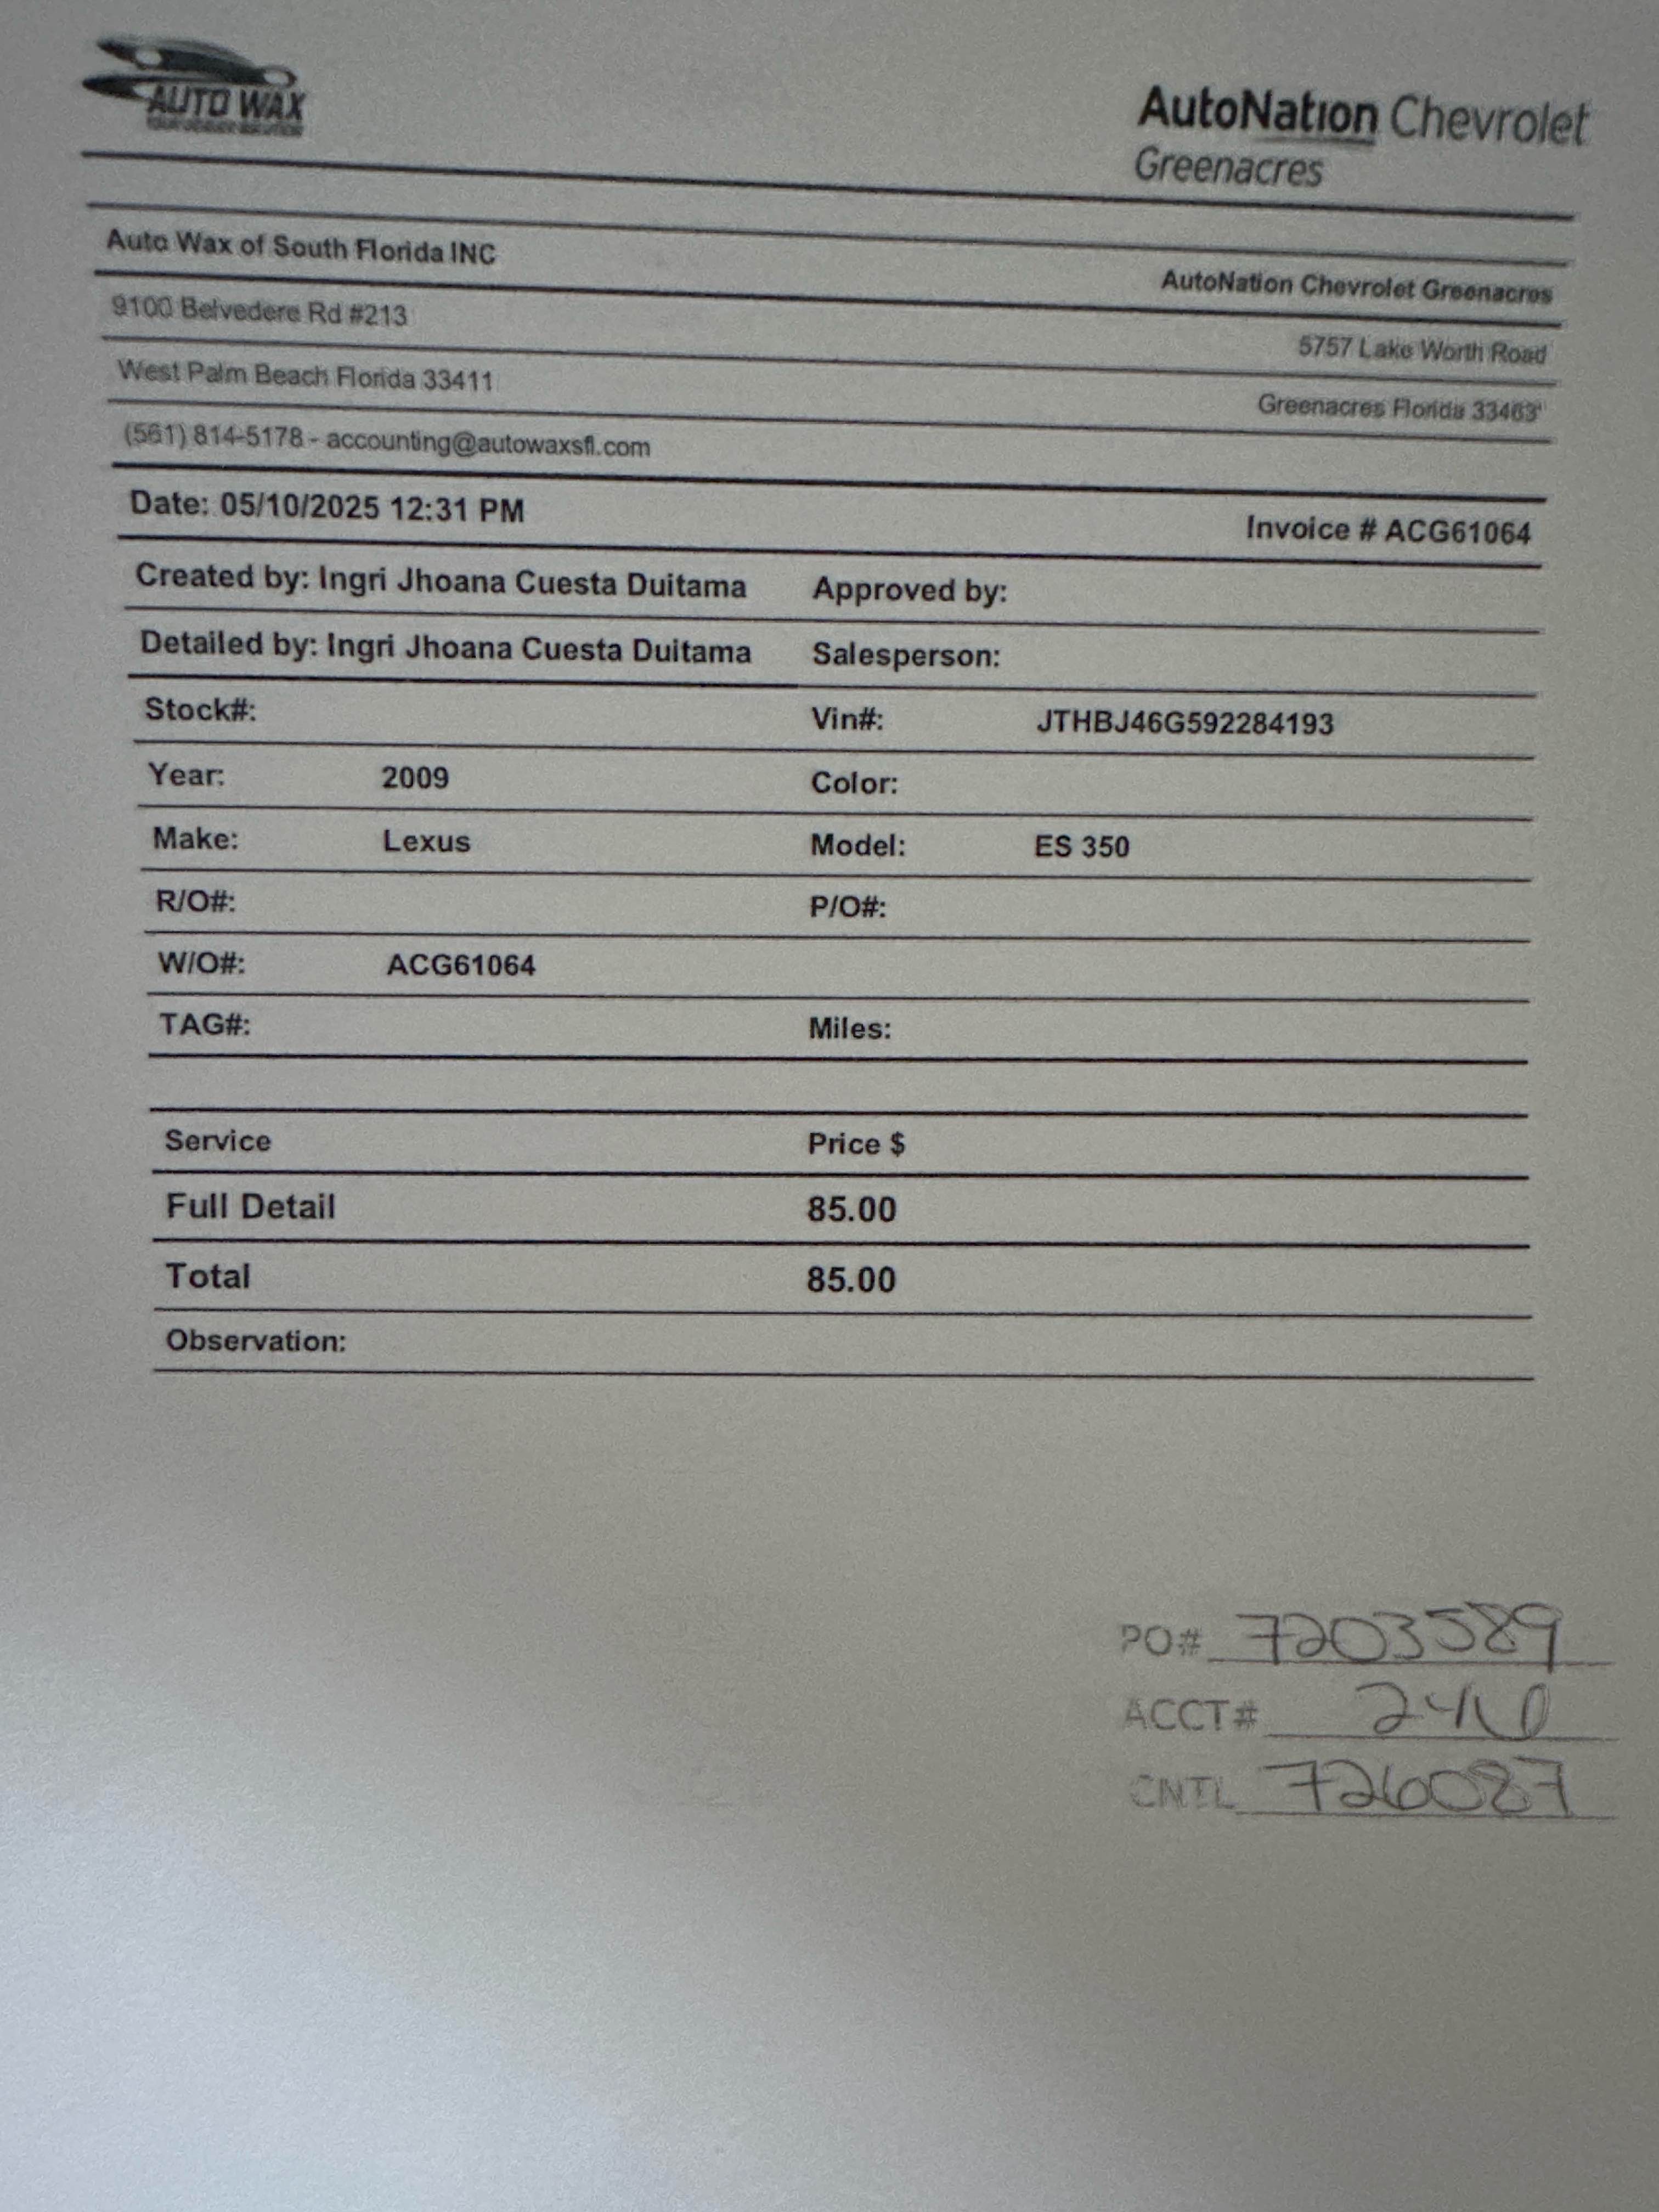 AUTO WAX
AutoNation Chevrolet
Greenacres
Auto Wax of South Florida INC
AutoNation Chevrolet Greenacres
9100 Belvedere Rd #213
5757 Lake Worth Road
West Palm Beach Florida 33411
Greenacres Florida 33463
(561) 814-5178 - accounting@autowaxsfl.com
Date: 05/10/2025 12:31 PM
Invoice # ACG61064
Created by: Ingri Jhoana Cuesta Duitama Approved by:
Detailed by: Ingri Jhoana Cuesta Duitama Salesperson:
Stock#: Vin#: JTHBJ46G592284193
Year: 2009 Color:
Make: Lexus Model: ES 350
R/O#: P/O#:
W/O#: ACG61064
TAG#: Miles:
Service Price $
Full Detail 85.00
Total 85.00
Observation:
PO# 7203589
ACCT#
CNTL 726087